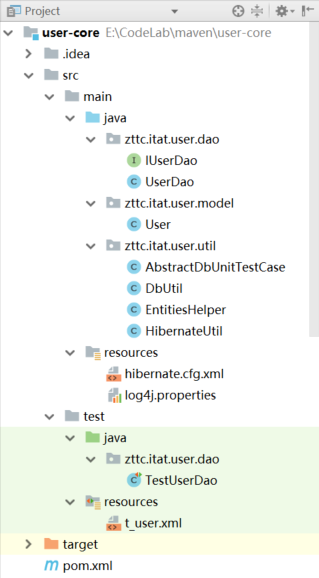 Project
user-core E:\CodeLab\maven\user-core
.idea
src
main
java
zttc.itat.user.dao
IUserDao
UserDao
zttc.itat.user.model
User
zttc.itat.user.util
AbstractDbUnitTestCase
DbUtil
EntitiesHelper
HibernateUtil
resources
hibernate.cfg.xml
log4j.properties
test
java
zttc.itat.user.dao
TestUserDao
resources
t_user.xml
target
pom.xml